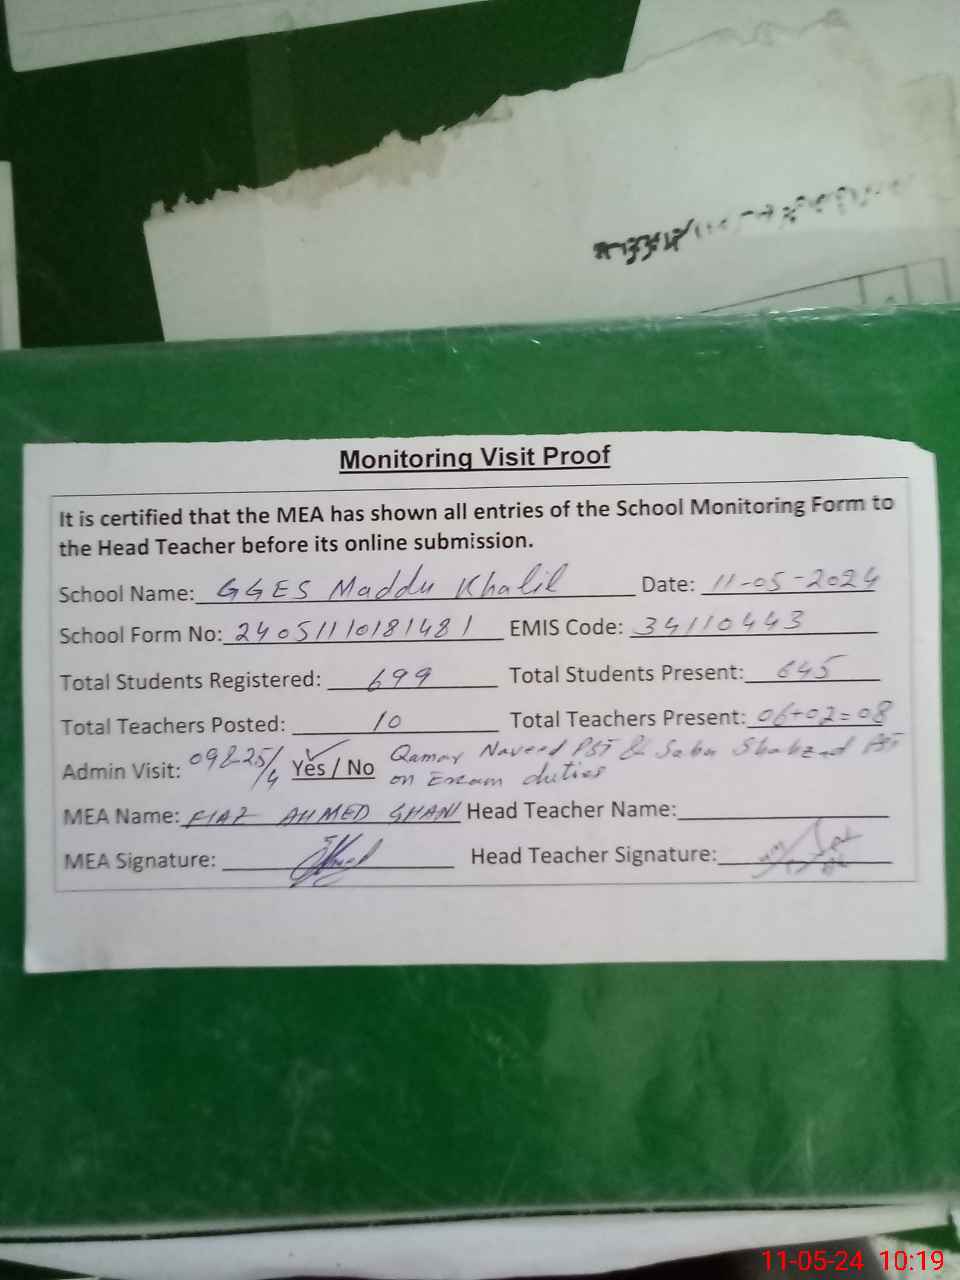 Monitoring Visit Proof
It is certified that the MEA has shown all entries of the School Monitoring Form to
the Head Teacher before its online submission.
School Name: GGES Maddu Khalil Date: 11-05-2024
School Form No: 24051110181481 EMIS Code: 34110443
Total Students Registered: 699 Total Students Present: 645
Total Teachers Posted: 10 Total Teachers Present: 06+02=08
Admin Visit: 09&25/4 Yes / No Qamar Naveed PST & Saba Shahzad PST
on Exam duties
MEA Name: FIAZ AHMED GHANI Head Teacher Name:
MEA Signature: Head Teacher Signature:
11-05-24 10:19